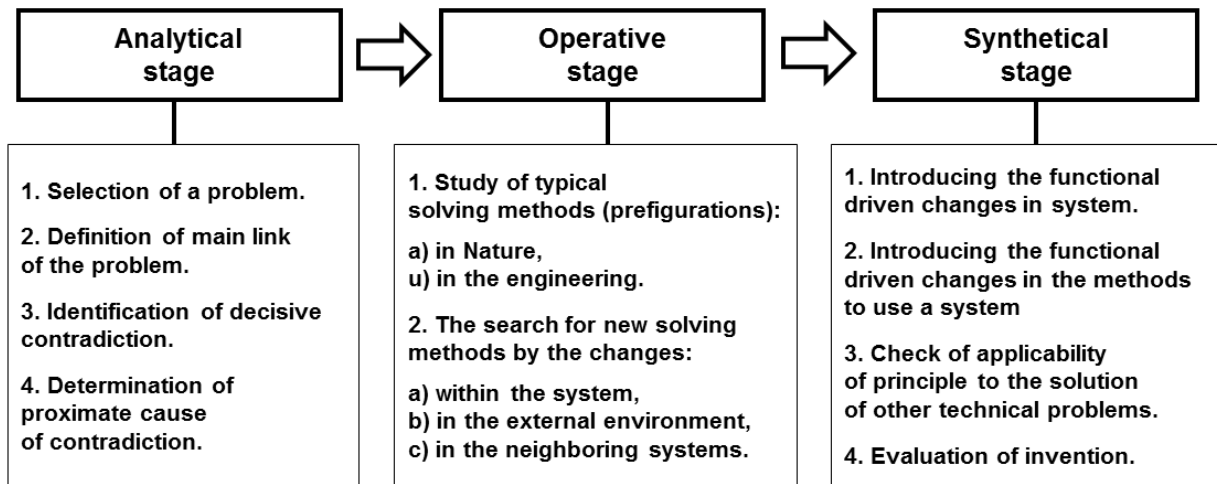 Analytical
stage
Operative
stage
Synthetical
stage
1. Selection of a problem.
2. Definition of main link
of the problem.
3. Identification of decisive
contradiction.
4. Determination of
proximate cause
of contradiction.
1. Study of typical
solving methods (prefigurations):
a) in Nature,
u) in the engineering.
2. The search for new solving
methods by the changes:
a) within the system,
b) in the external environment,
c) in the neighboring systems.
1. Introducing the functional
driven changes in system.
2. Introducing the functional
driven changes in the methods
to use a system
3. Check of applicability
of principle to the solution
of other technical problems.
4. Evaluation of invention.